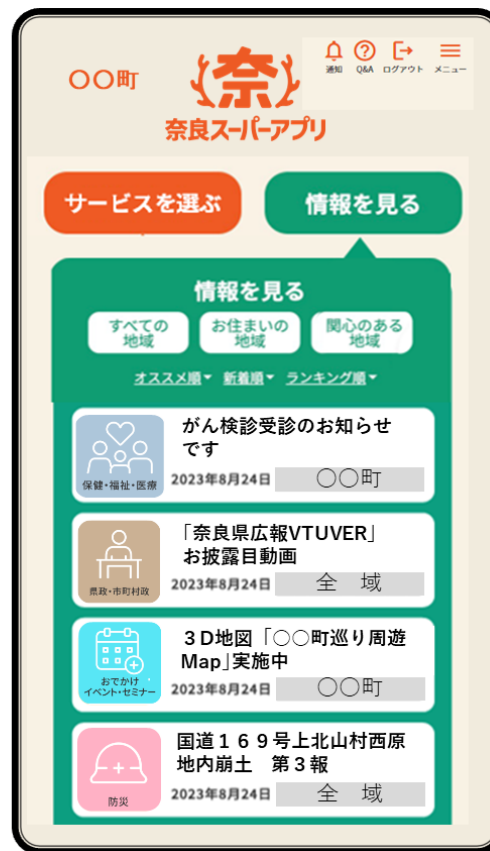 〇〇町
奈
通知 Q&A ログアウト メニュー
奈良スーパーアプリ
サービスを選ぶ 情報を見る
情報を見る
すべての
地域
お住まいの
地域
関心のある
地域
オススメ順 新着順 ランキング順
がん検診受診のお知らせ
です
保健・福祉・医療 2023年8月24日 〇〇町
「奈良県広報VTUVER」
お披露目動画
県政・市町村政 2023年8月24日 全 域
3D地図「〇〇町巡り周遊
Map」実施中
おでかけ
イベント・セミナー 2023年8月24日 〇〇町
国道169号上北山村西原
地内崩土 第3報
防災 2023年8月24日 全 域